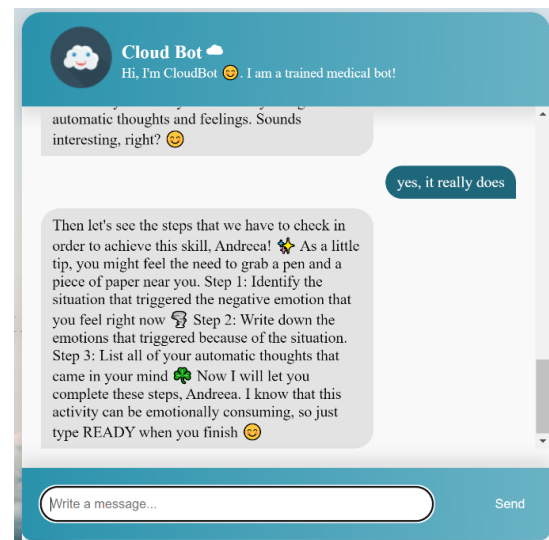 Cloud Bot
Hi, I'm CloudBot 😊. I am a trained medical bot!
automatic thoughts and feelings. Sounds
interesting, right? 😊
yes, it really does
Then let's see the steps that we have to check in
order to achieve this skill, Andreea! ✨ As a little
tip, you might feel the need to grab a pen and a
piece of paper near you. Step 1: Identify the
situation that triggered the negative emotion that
you feel right now 🌪 Step 2: Write down the
emotions that triggered because of the situation.
Step 3: List all of your automatic thoughts that
came in your mind ☘ Now I will let you
complete these steps, Andreea. I know that this
activity can be emotionally consuming, so just
type READY when you finish 😊
Write a message...
Send